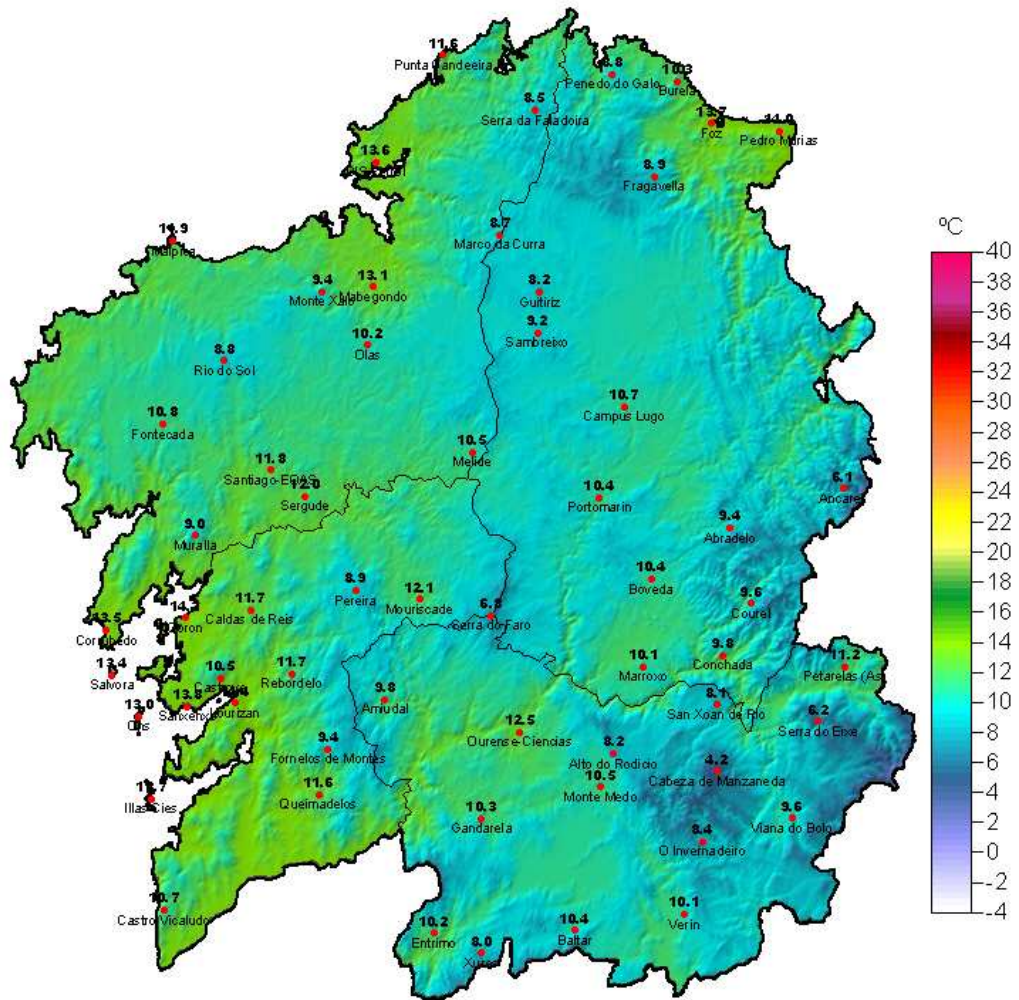 11.6
Punta Candeeira
8.8
Penedo do Galo
10.3
Burela
8.5
Serra da Faladoira
13.7
Foz
Pedro Murias
13.6
8.9
Fragavella
ºC
8.7
Marco da Curra
Malpica
9.4
Monte Xalo
13.1
Mabegondo
8.2
Guitiriz
9.2
Sambreixo
10.2
Olas
8.8
Rio do Sol
10.7
Campus Lugo
10.8
Fontecada
10.5
Melide
11.8
Santiago-EOAS
12.0
Sergude
10.4
Portomarin
6.1
Ancares
9.4
Abradelo
9.0
Muralla
8.9
Pereira
12.1
Mouriscade
10.4
Boveda
9.6
Courel
11.7
Caldas de Reis
13.5
Corrubedo
Serra do Faro
13.4
Salvora
10.5
11.7
Rebordelo
10.1
Marroxo
9.8
Conchada
11.2
Petarelas (As)
13.8
Sanxenxo
Lourizan
9.8
Amiudal
8.1
San Xoan de Rio
13.0
Ons
6.2
Serra do Eixe
12.5
Ourense-Ciencias
9.4
Fornelos de Montes
8.2
Alto do Rodicio
4.2
Cabeza de Manzaneda
10.5
Monte Medo
Illas Cies
11.6
Queimadelos
10.3
Gandarela
9.6
Viana do Bolo
8.4
O Invernadeiro
10.7
Castro Vicaludo
10.2
Entrimo
8.0
Xures
10.4
Baltar
10.1
Verin
40
38
36
34
32
30
28
26
24
22
20
18
16
14
12
10
8
6
4
2
0
-2
-4